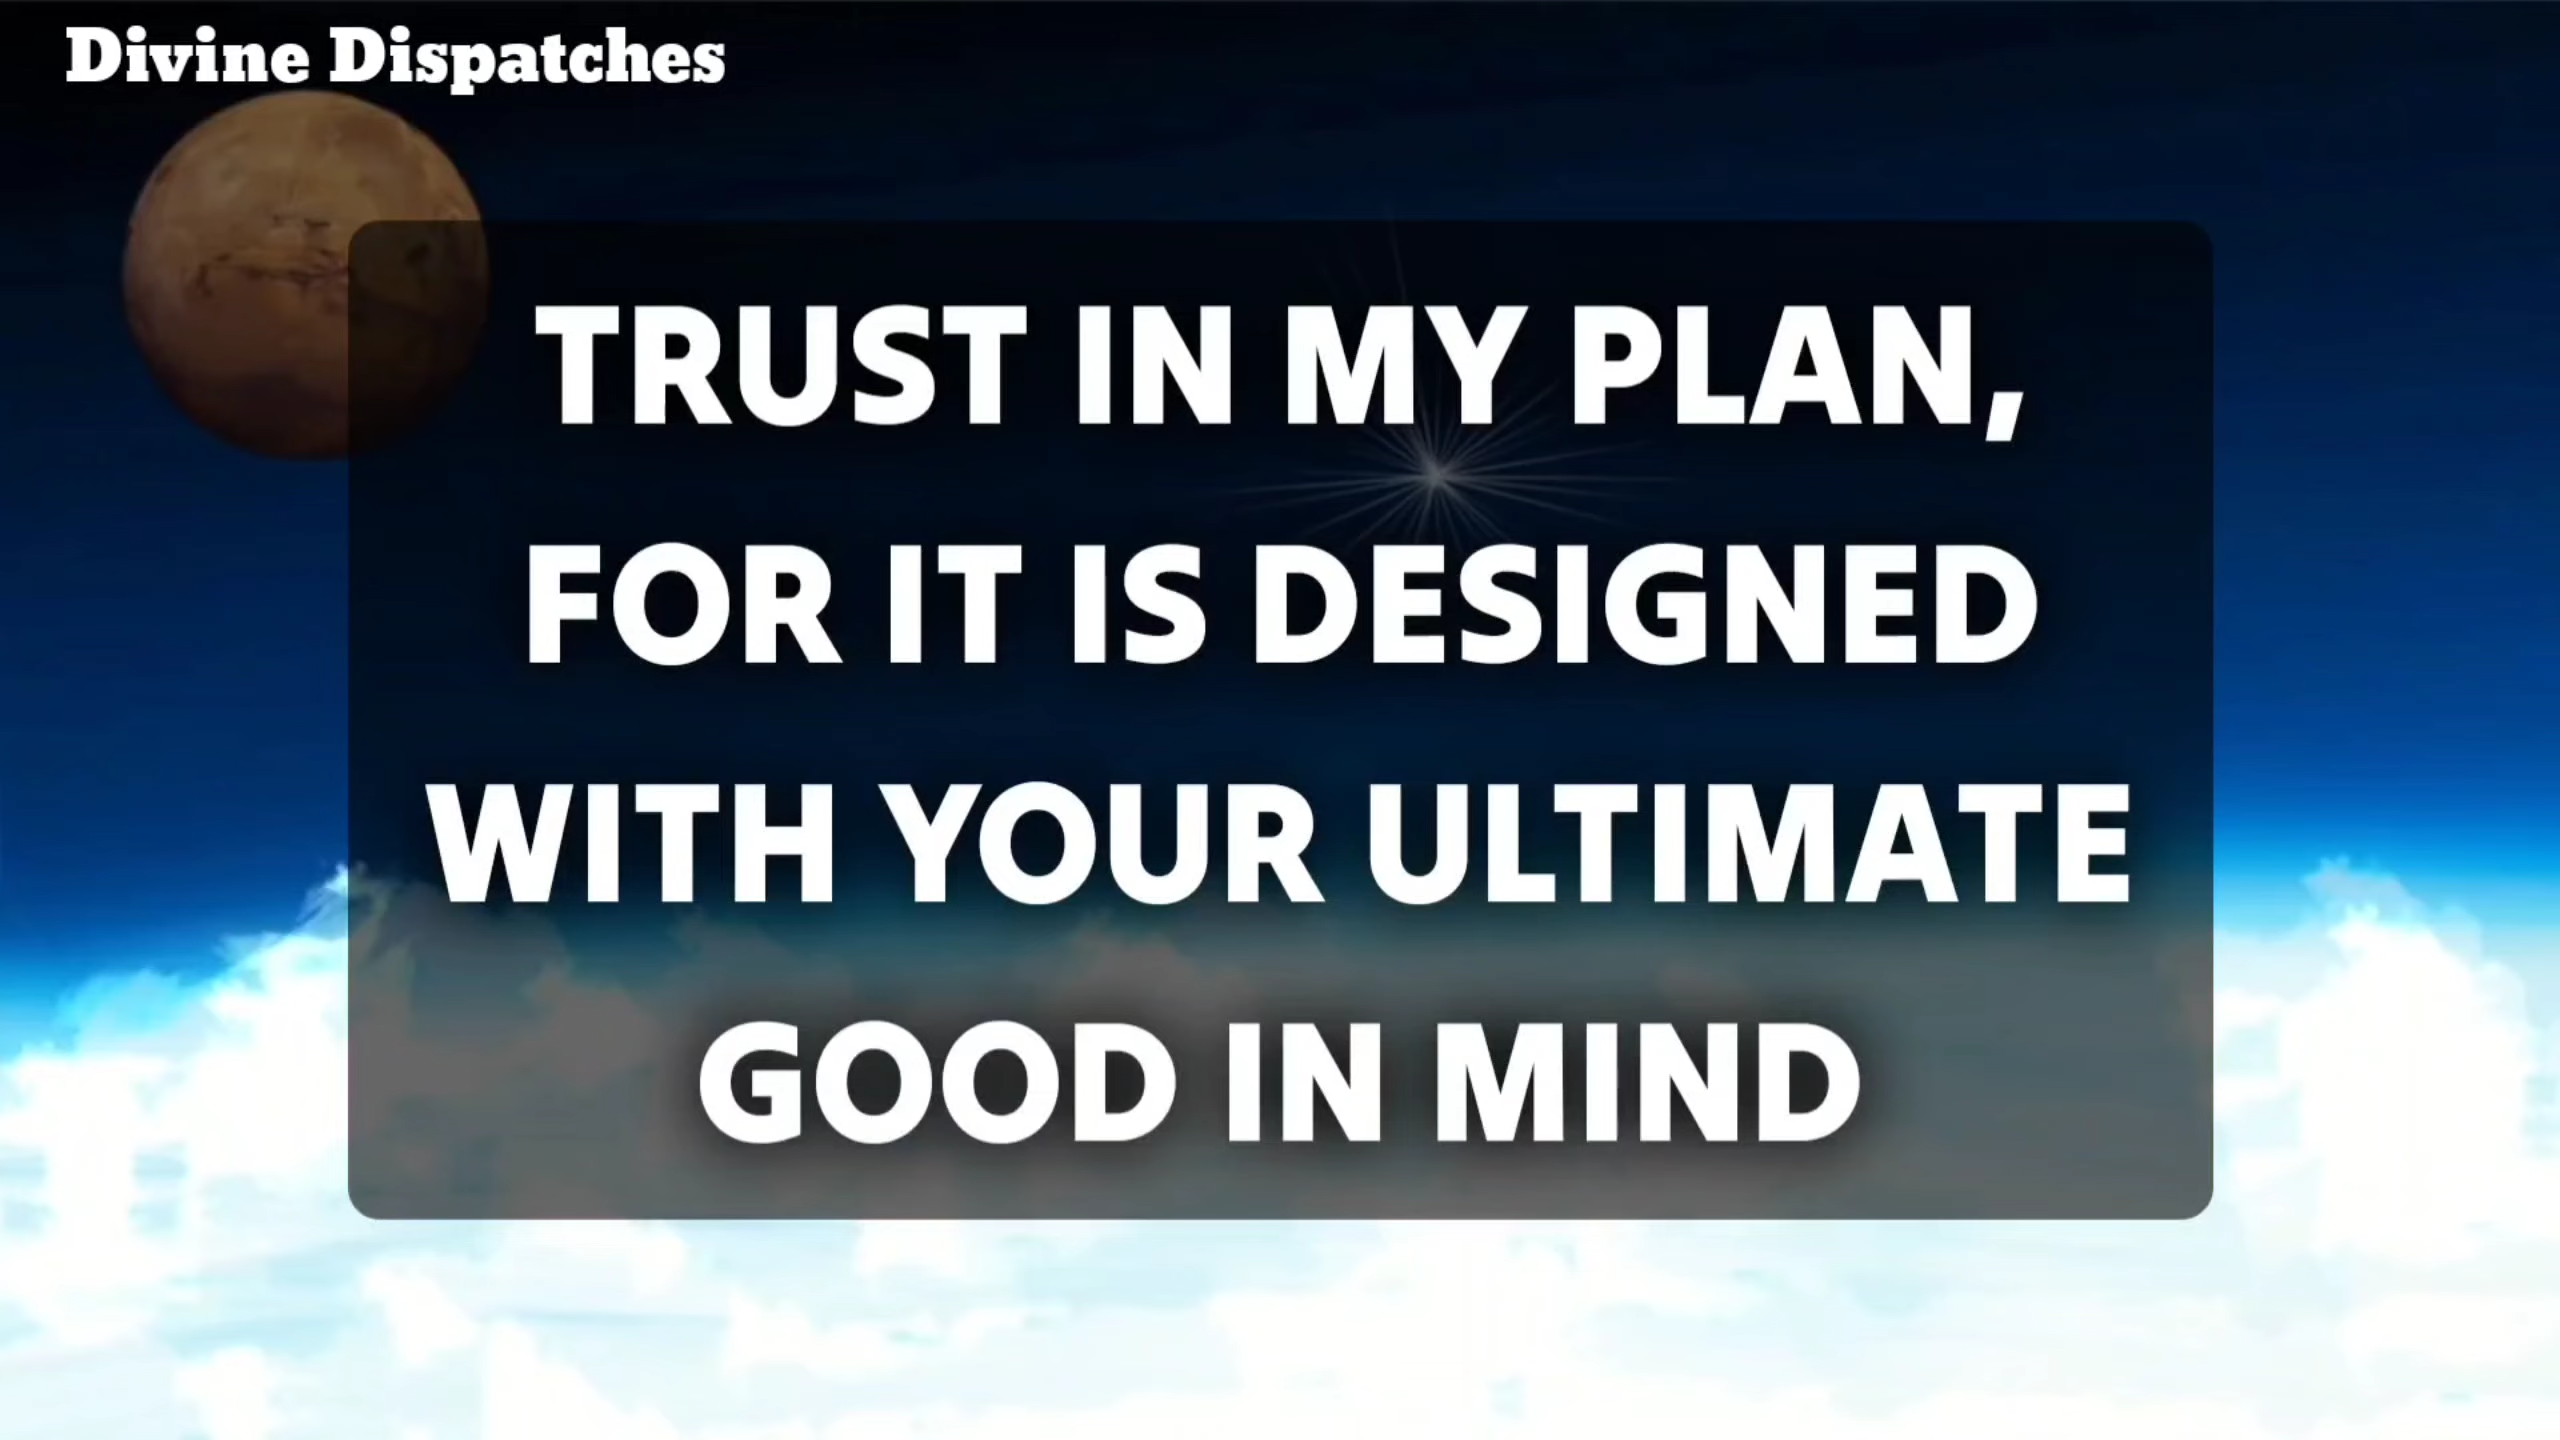 Divine Dispatches
TRUST IN MY PLAN,
FOR IT IS DESIGNED
WITH YOUR ULTIMATE
GOOD IN MIND